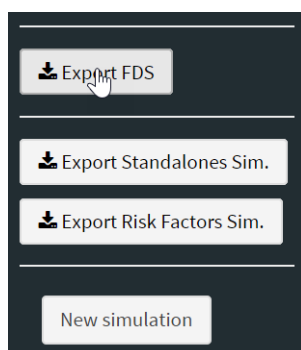 Export FDS
Export Standalones Sim.
Export Risk Factors Sim.
New simulation